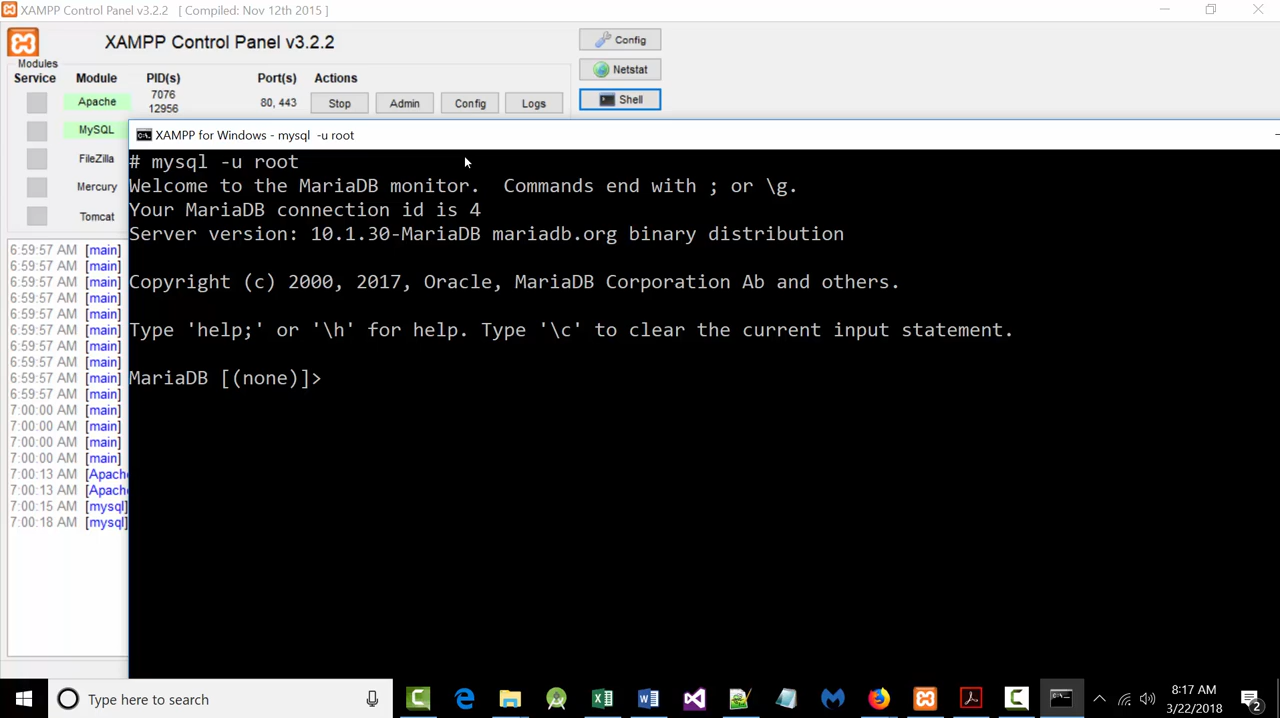 XAMPP Control Panel v3.2.2 [ Compiled: Nov 12th 2015 ]
XAMPP Control Panel v3.2.2
Config
Netstat
Shell
Modules
Service Module PID(s) Port(s) Actions
Apache 7076 12956 80, 443 Stop Admin Config Logs
MySQL
FileZilla
Mercury
Tomcat
XAMPP for Windows - mysql -u root
# mysql -u root
Welcome to the MariaDB monitor. Commands end with ; or \g.
Your MariaDB connection id is 4
Server version: 10.1.30-MariaDB mariadb.org binary distribution
Copyright (c) 2000, 2017, Oracle, MariaDB Corporation Ab and others.
Type 'help;' or '\h' for help. Type '\c' to clear the current input statement.
MariaDB [(none)]>
6:59:57 AM [main]
6:59:57 AM [main]
6:59:57 AM [main]
6:59:57 AM [main]
6:59:57 AM [main]
6:59:57 AM [main]
6:59:57 AM [main]
6:59:57 AM [main]
6:59:57 AM [main]
6:59:57 AM [main]
7:00:00 AM [main]
7:00:00 AM [main]
7:00:00 AM [main]
7:00:00 AM [main]
7:00:13 AM [Apache
7:00:13 AM [Apache
7:00:15 AM [mysql]
7:00:18 AM [mysql]
Type here to search
8:17 AM
3/22/2018
2